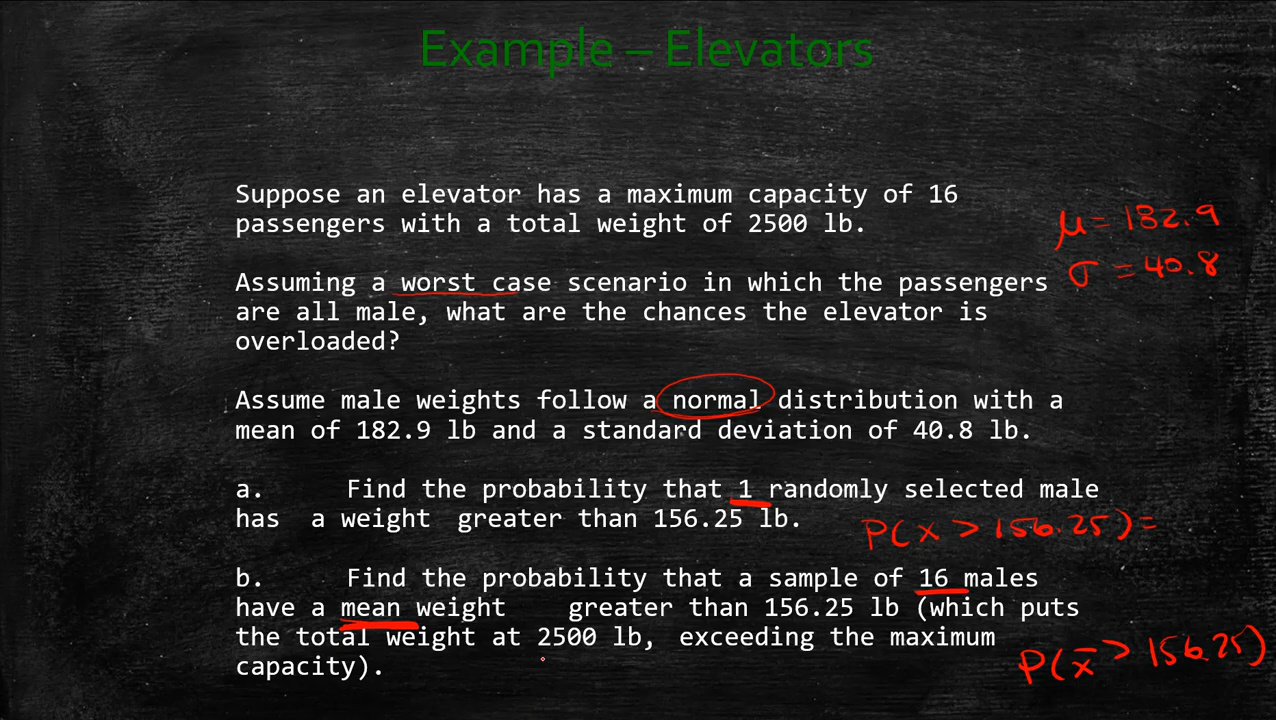 Example – Elevators
Suppose an elevator has a maximum capacity of 16
passengers with a total weight of 2500 lb.
μ = 182.9
σ = 40.8
Assuming a worst case scenario in which the passengers
are all male, what are the chances the elevator is
overloaded?
Assume male weights follow a normal distribution with a
mean of 182.9 lb and a standard deviation of 40.8 lb.
a. Find the probability that 1 randomly selected male
has a weight greater than 156.25 lb.
P(x > 156.25) =
b. Find the probability that a sample of 16 males
have a mean weight greater than 156.25 lb (which puts
the total weight at 2500 lb, exceeding the maximum
capacity).
P(x̄ > 156.25)